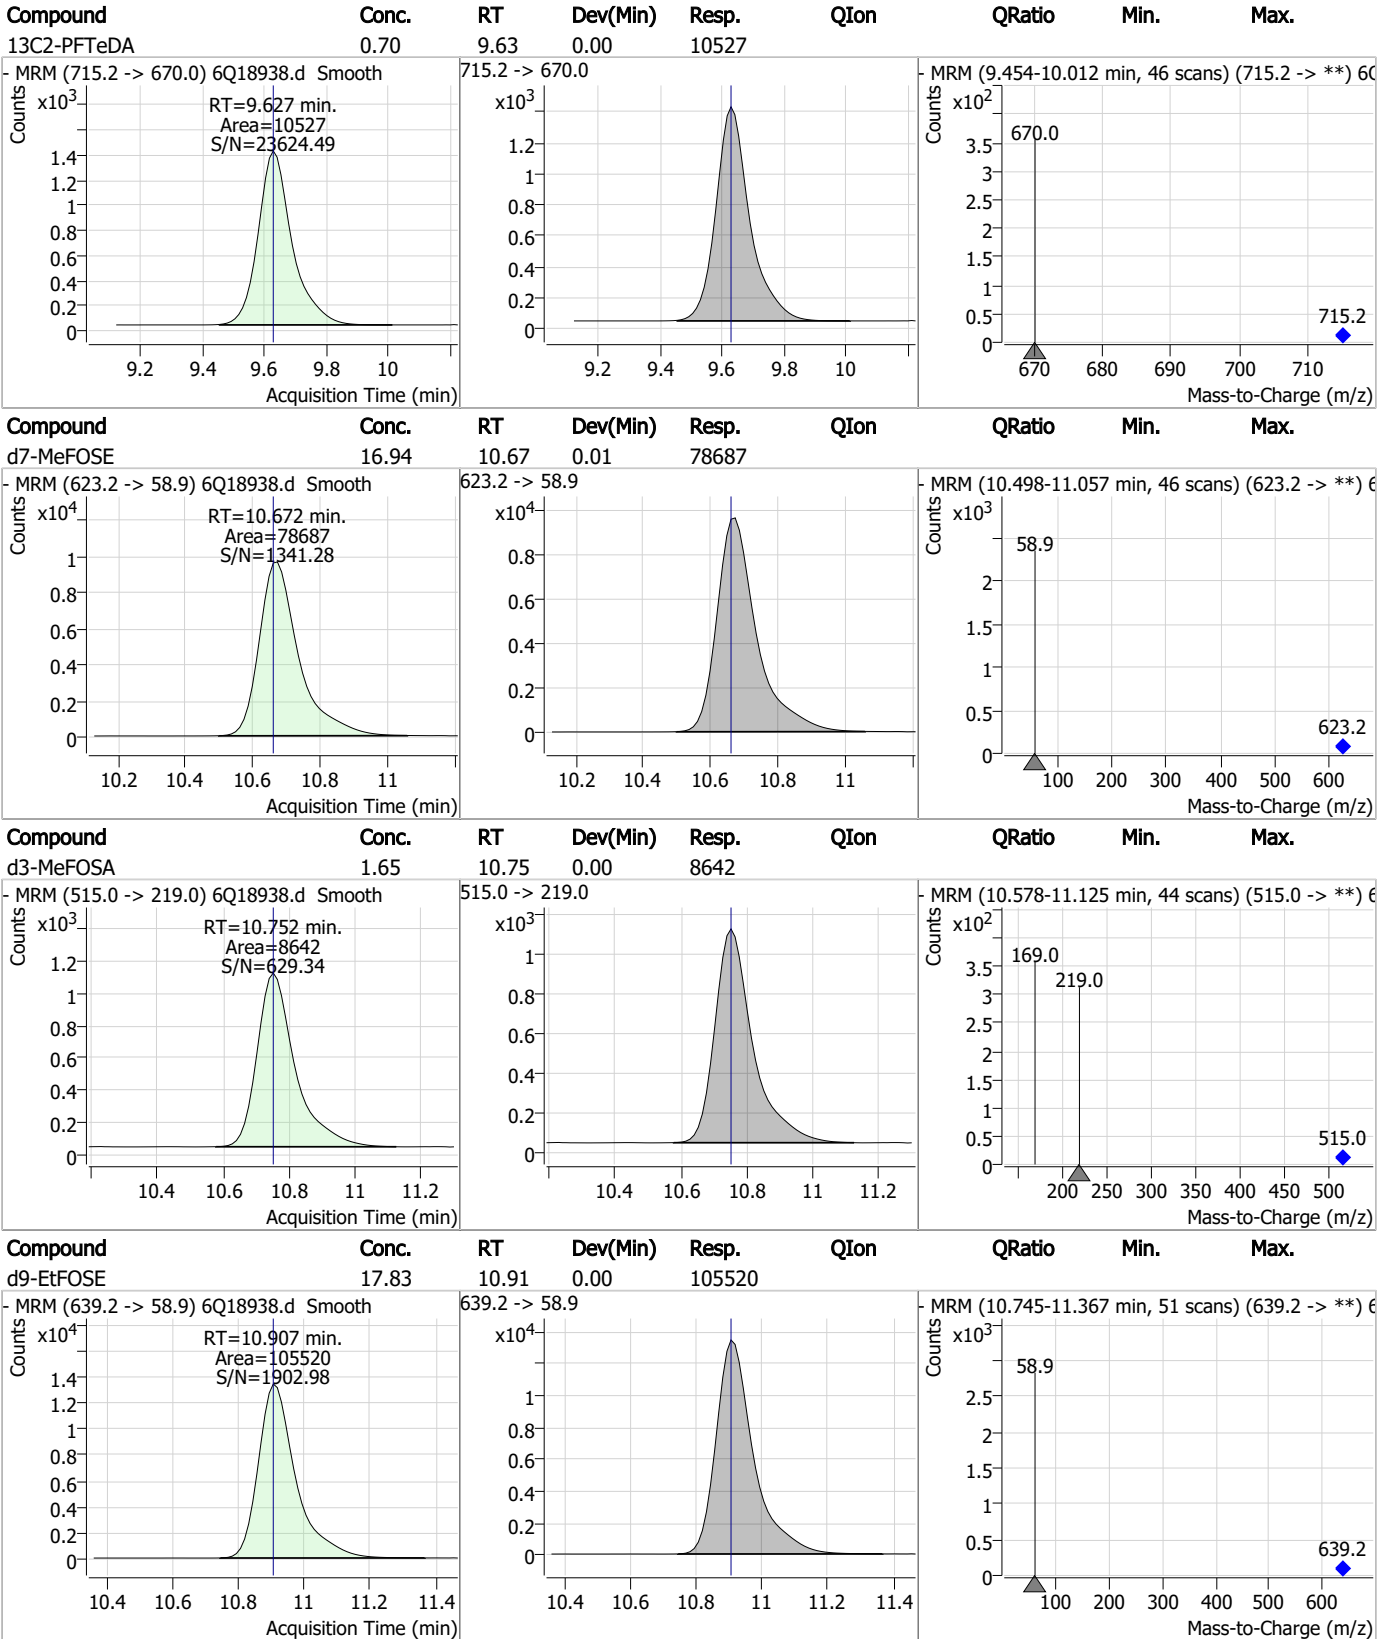 Compound Conc. RT Dev(Min) Resp. QIon QRatio Min. Max.
13C2-PFTeDA 0.70 9.63 0.00 10527
- MRM (715.2 -> 670.0) 6Q18938.d Smooth 715.2 -> 670.0 - MRM (9.454-10.012 min, 46 scans) (715.2 -> **) 6Q
Counts x10³ x10³ Counts x10²
RT=9.627 min.
Area=10527
S/N=23624.49
670.0
1.4 1.2 1 0.8 0.6 0.4 0.2 0
1.2 1 0.8 0.6 0.4 0.2 0
3.5 3 2.5 2 1.5 1 0.5 0
715.2
9.2 9.4 9.6 9.8 10 9.2 9.4 9.6 9.8 10 670 680 690 700 710
Acquisition Time (min) Mass-to-Charge (m/z)
Compound Conc. RT Dev(Min) Resp. QIon QRatio Min. Max.
d7-MeFOSE 16.94 10.67 0.01 78687
- MRM (623.2 -> 58.9) 6Q18938.d Smooth 623.2 -> 58.9 - MRM (10.498-11.057 min, 46 scans) (623.2 -> **) 6
Counts x10⁴ x10⁴ Counts x10³
RT=10.672 min.
Area=78687
S/N=1341.28
58.9
1 0.8 0.6 0.4 0.2 0
0.8 0.6 0.4 0.2 0
2 1.5 1 0.5 0
623.2
10.2 10.4 10.6 10.8 11 10.2 10.4 10.6 10.8 11 100 200 300 400 500 600
Acquisition Time (min) Mass-to-Charge (m/z)
Compound Conc. RT Dev(Min) Resp. QIon QRatio Min. Max.
d3-MeFOSA 1.65 10.75 0.00 8642
- MRM (515.0 -> 219.0) 6Q18938.d Smooth 515.0 -> 219.0 - MRM (10.578-11.125 min, 44 scans) (515.0 -> **) 6
Counts x10³ x10³ Counts x10²
RT=10.752 min.
Area=8642
S/N=629.34
169.0
219.0
1.2 1 0.8 0.6 0.4 0.2 0
1 0.8 0.6 0.4 0.2 0
3.5 3 2.5 2 1.5 1 0.5 0
515.0
10.4 10.6 10.8 11 11.2 10.4 10.6 10.8 11 11.2 200 250 300 350 400 450 500
Acquisition Time (min) Mass-to-Charge (m/z)
Compound Conc. RT Dev(Min) Resp. QIon QRatio Min. Max.
d9-EtFOSE 17.83 10.91 0.00 105520
- MRM (639.2 -> 58.9) 6Q18938.d Smooth 639.2 -> 58.9 - MRM (10.745-11.367 min, 51 scans) (639.2 -> **) 6
Counts x10⁴ x10⁴ Counts x10³
RT=10.907 min.
Area=105520
S/N=1902.98
58.9
1.4 1.2 1 0.8 0.6 0.4 0.2 0
1 0.8 0.6 0.4 0.2 0
2.5 2 1.5 1 0.5 0
639.2
10.4 10.6 10.8 11 11.2 11.4 10.4 10.6 10.8 11 11.2 11.4 100 200 300 400 500 600
Acquisition Time (min) Mass-to-Charge (m/z)